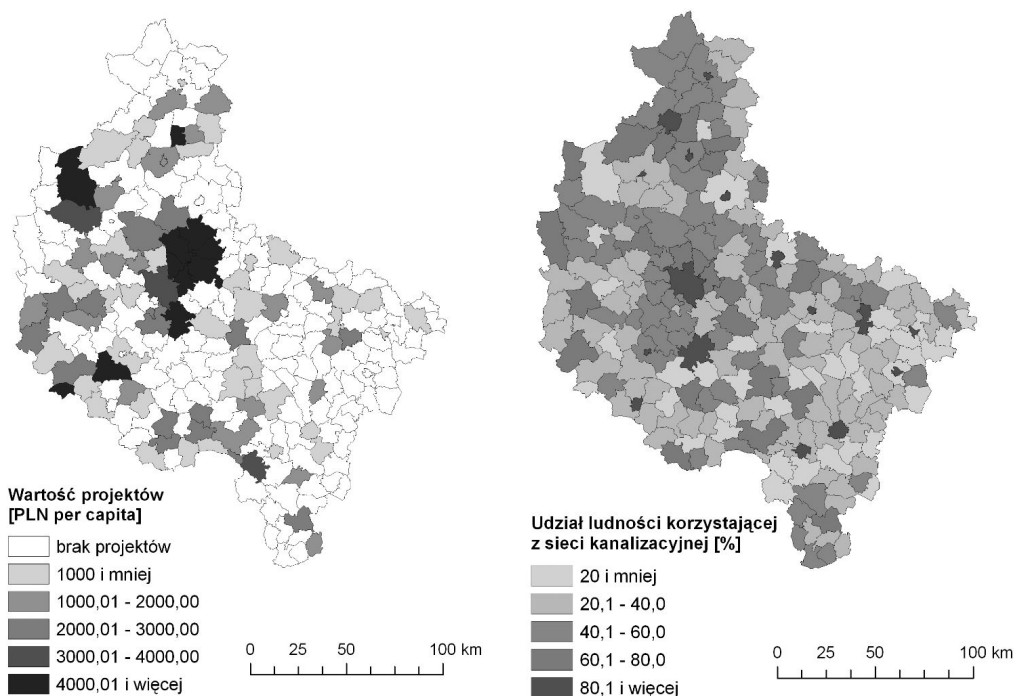 Wartość projektów
[PLN per capita]
brak projektów
1000 i mniej
1000,01 - 2000,00
2000,01 - 3000,00
3000,01 - 4000,00
4000,01 i więcej
0 25 50 100 km
Udział ludności korzystającej
z sieci kanalizacyjnej [%]
20 i mniej
20,1 - 40,0
40,1 - 60,0
60,1 - 80,0
80,1 i więcej
0 25 50 100 km